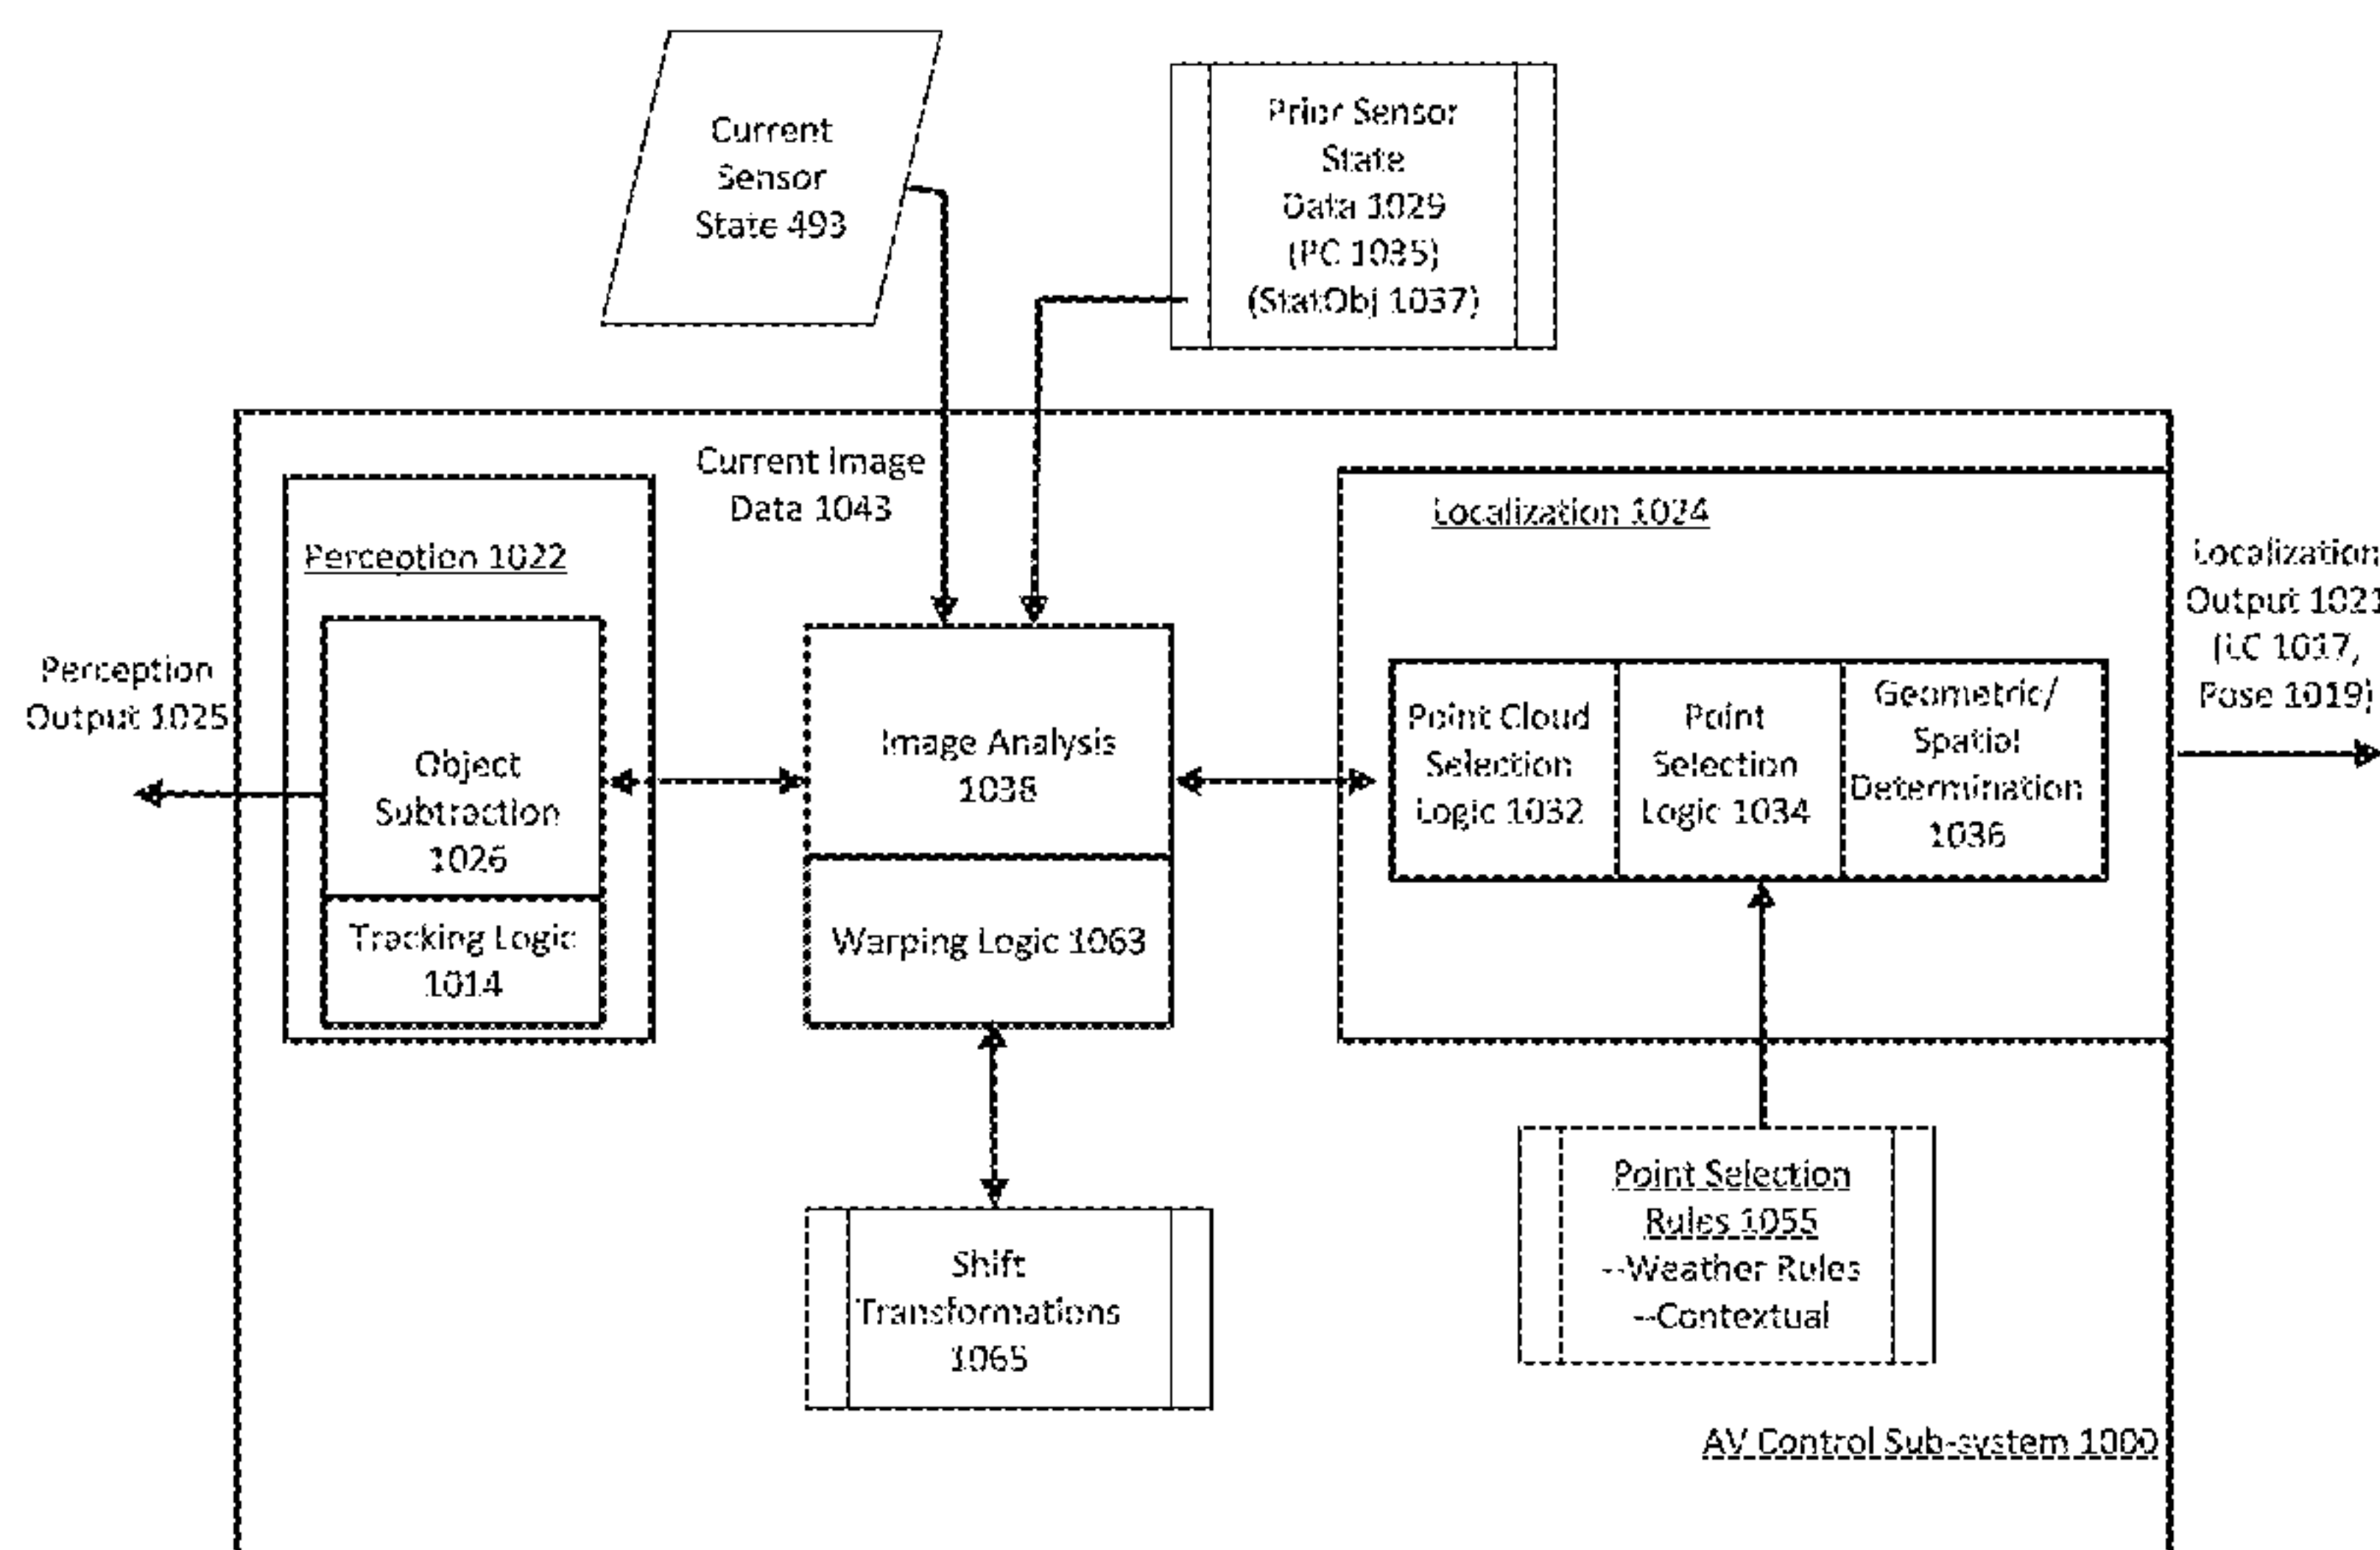 Current
Sensor
State 493
Prior Sensor
State
Data 1029
(PC 1035)
(StatObj 1037)
Current Image
Data 1043
Perception 1022
Localization 1024
Perception
Output 1025
Object
Subtraction
1026
Tracking Logic
1014
Image Analysis
1038
Warping Logic 1063
Point Cloud
Selection
Logic 1032
Point
Selection
Logic 1034
Geometric/
Spatial
Determination
1036
Localization
Output 1021
(LC 1017,
Pose 1019)
Shift
Transformations
1065
Point Selection
Rules 1055
--Weather Rules
--Contextual
AV Control Sub-system 1000